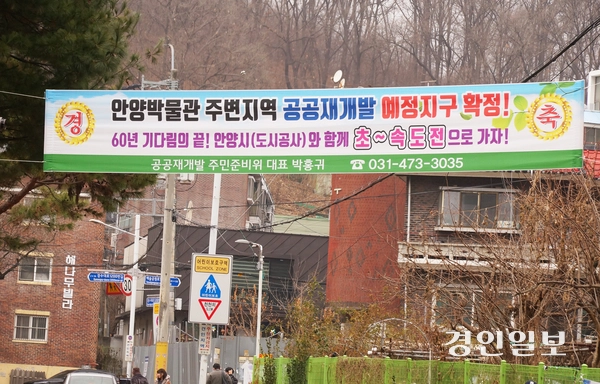 경 축
안양박물관 주변지역 공공재개발 예정지구 확정!
60년 기다림의 끝! 안양시(도시공사)와 함께 초~속도전으로 가자!
공공재개발 주민준비위 대표 박흥귀 ☎ 031-473-3035
해나무빌라
어린이보호구역
SCHOOL ZONE
30
경인일보